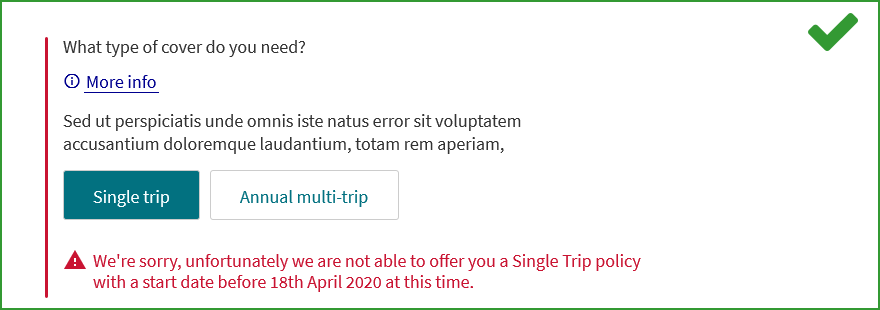 What type of cover do you need?
More info
Sed ut perspiciatis unde omnis iste natus error sit voluptatem
accusantium doloremque laudantium, totam rem aperiam,
Single trip
Annual multi-trip
We're sorry, unfortunately we are not able to offer you a Single Trip policy
with a start date before 18th April 2020 at this time.